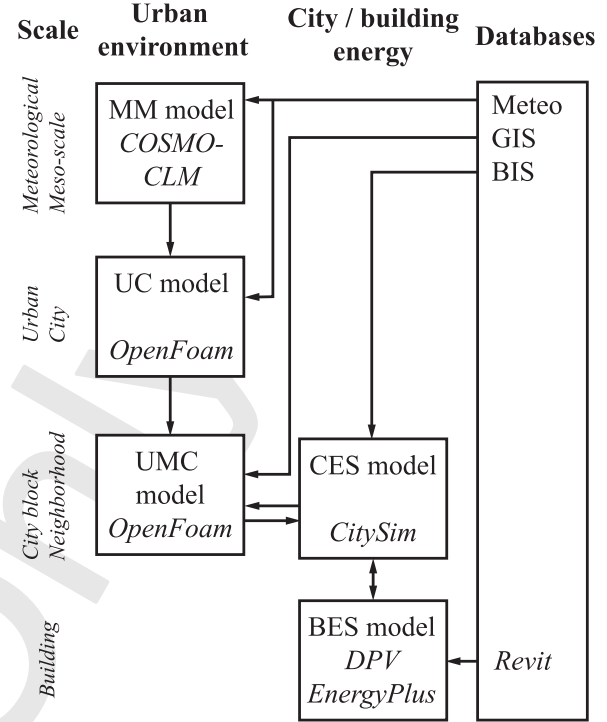 Scale
Urban
environment
City / building
energy
Databases
Meteorological
Meso-scale
MM model
COSMO-
CLM
Meteo
GIS
BIS
Urban
City
UC model
OpenFoam
City block
Neighborhood
UMC
model
OpenFoam
CES model
CitySim
Building
BES model
DPV
EnergyPlus
Revit